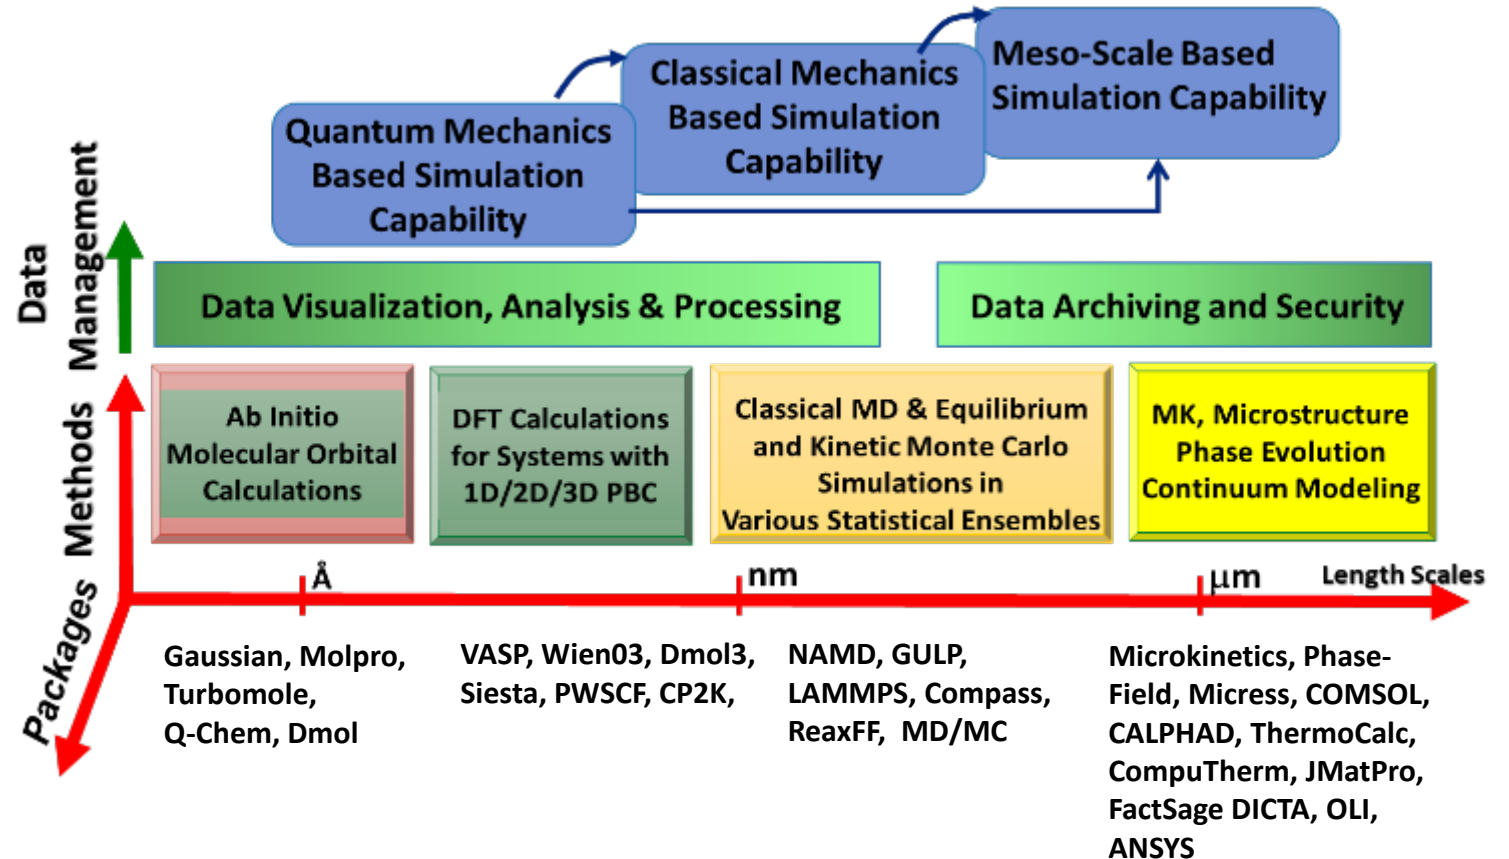 Quantum Mechanics
Based Simulation
Capability
Classical Mechanics
Based Simulation
Capability
Meso-Scale Based
Simulation Capability
Data
Management
Data Visualization, Analysis & Processing
Data Archiving and Security
Methods
Ab Initio
Molecular Orbital
Calculations
DFT Calculations
for Systems with
1D/2D/3D PBC
Classical MD & Equilibrium
and Kinetic Monte Carlo
Simulations in
Various Statistical Ensembles
MK, Microstructure
Phase Evolution
Continuum Modeling
Å
nm
μm
Length Scales
Packages
Gaussian, Molpro,
Turbomole,
Q-Chem, Dmol
VASP, Wien03, Dmol3,
Siesta, PWSCF, CP2K,
NAMD, GULP,
LAMMPS, Compass,
ReaxFF, MD/MC
Microkinetics, Phase-
Field, Micress, COMSOL,
CALPHAD, ThermoCalc,
CompuTherm, JMatPro,
FactSage DICTA, OLI,
ANSYS